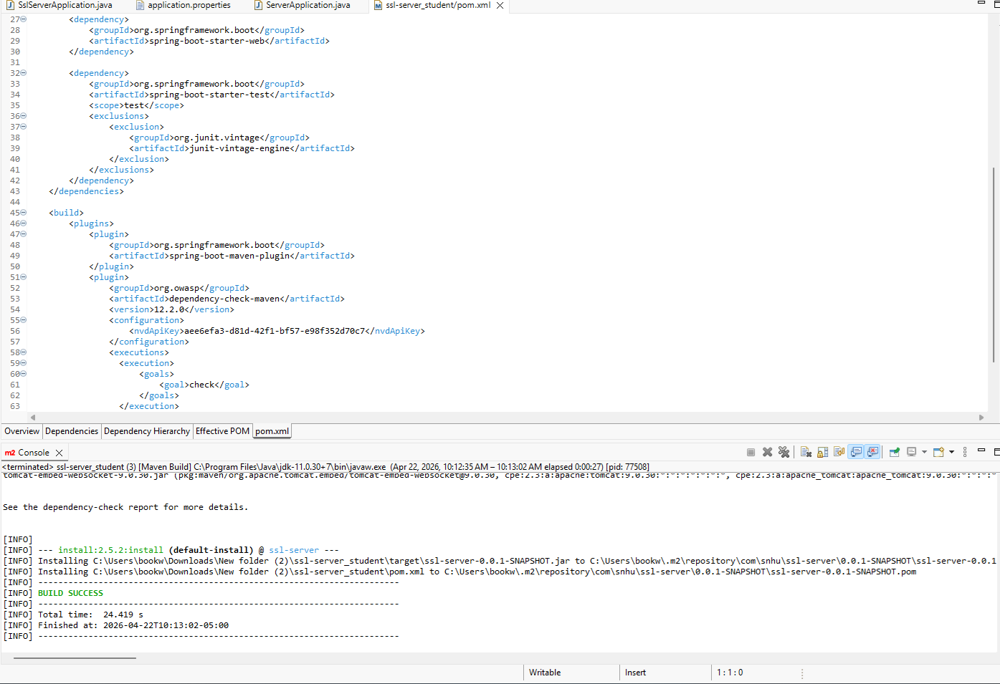 SslServerApplication.java application.properties ServerApplication.java ssl-server_student/pom.xml
27 <dependency>
28 <groupId>org.springframework.boot</groupId>
29 <artifactId>spring-boot-starter-web</artifactId>
30 </dependency>
31
32 <dependency>
33 <groupId>org.springframework.boot</groupId>
34 <artifactId>spring-boot-starter-test</artifactId>
35 <scope>test</scope>
36 <exclusions>
37 <exclusion>
38 <groupId>org.junit.vintage</groupId>
39 <artifactId>junit-vintage-engine</artifactId>
40 </exclusion>
41 </exclusions>
42 </dependency>
43 </dependencies>
44
45 <build>
46 <plugins>
47 <plugin>
48 <groupId>org.springframework.boot</groupId>
49 <artifactId>spring-boot-maven-plugin</artifactId>
50 </plugin>
51 <plugin>
52 <groupId>org.owasp</groupId>
53 <artifactId>dependency-check-maven</artifactId>
54 <version>12.2.0</version>
55 <configuration>
56 <nvdApiKey>aee6efa3-d81d-42f1-bf57-e98f352d70c7</nvdApiKey>
57 </configuration>
58 <executions>
59 <execution>
60 <goals>
61 <goal>check</goal>
62 </goals>
63 </execution>
Overview Dependencies Dependency Hierarchy Effective POM pom.xml
m2 Console
<terminated> ssl-server_student (3) [Maven Build] C:\Program Files\Java\jdk-11.0.30+7\bin\javaw.exe (Apr 22, 2026, 10:12:35 AM – 10:13:02 AM elapsed 0:00:27) [pid: 77508]
tomcat-embed-websocket-9.0.30.jar (pkg:maven/org.apache.tomcat.embed/tomcat-embed-websocket@9.0.30, cpe:2.3:a:apache:tomcat:9.0.30:*:*:*:*:*:*:*, cpe:2.3:a:apache_tomcat:apache_tomcat:9.0.30:*:*:*:*
See the dependency-check report for more details.
[INFO]
[INFO] --- install:2.5.2:install (default-install) @ ssl-server ---
[INFO] Installing C:\Users\bookw\Downloads\New folder (2)\ssl-server_student\target\ssl-server-0.0.1-SNAPSHOT.jar to C:\Users\bookw\.m2\repository\com\snhu\ssl-server\0.0.1-SNAPSHOT\ssl-server-0.0.1
[INFO] Installing C:\Users\bookw\Downloads\New folder (2)\ssl-server_student\pom.xml to C:\Users\bookw\.m2\repository\com\snhu\ssl-server\0.0.1-SNAPSHOT\ssl-server-0.0.1-SNAPSHOT.pom
[INFO] ------------------------------------------------------------------------
[INFO] BUILD SUCCESS
[INFO] ------------------------------------------------------------------------
[INFO] Total time:  24.419 s
[INFO] Finished at: 2026-04-22T10:13:02-05:00
[INFO] ------------------------------------------------------------------------
Writable Insert 1 : 1 : 0